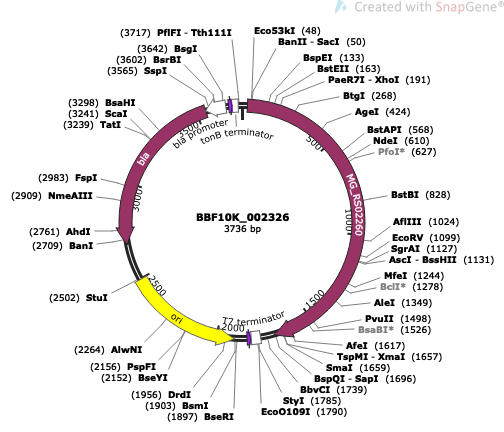 Created with SnapGene®
(3717) PflFI - Tth111I
(3642) BsgI
(3602) BsrBI
(3565) SspI
(3298) BsaHI
(3241) ScaI
(3239) TatI
(2983) FspI
(2909) NmeAIII
(2761) AhdI
(2709) BanI
(2502) StuI
(2264) AlwNI
(2156) PspFI
(2152) BseYI
(1956) DrdI
(1903) BsmI
(1897) BseRI
Eco53kI (48)
BanII - SacI (50)
BspEI (133)
BstEII (163)
PaeR7I - XhoI (191)
BtgI (268)
AgeI (424)
BstAPI (568)
NdeI (610)
PfoI* (627)
BstBI (828)
AflIII (1024)
EcoRV (1099)
SgrAI (1127)
AscI - BssHII (1131)
MfeI (1244)
BclI* (1278)
AleI (1349)
PvuII (1498)
BsaBI* (1526)
AfeI (1617)
TspMI - XmaI (1657)
SmaI (1659)
BspQI - SapI (1696)
BbvCI (1739)
StyI (1785)
EcoO109I (1790)
bla promoter
tonB terminator
bla
MG_RS02260
T7 terminator
ori
500
1000
1500
2000
2500
3000
3500
BBF10K_002326
3736 bp